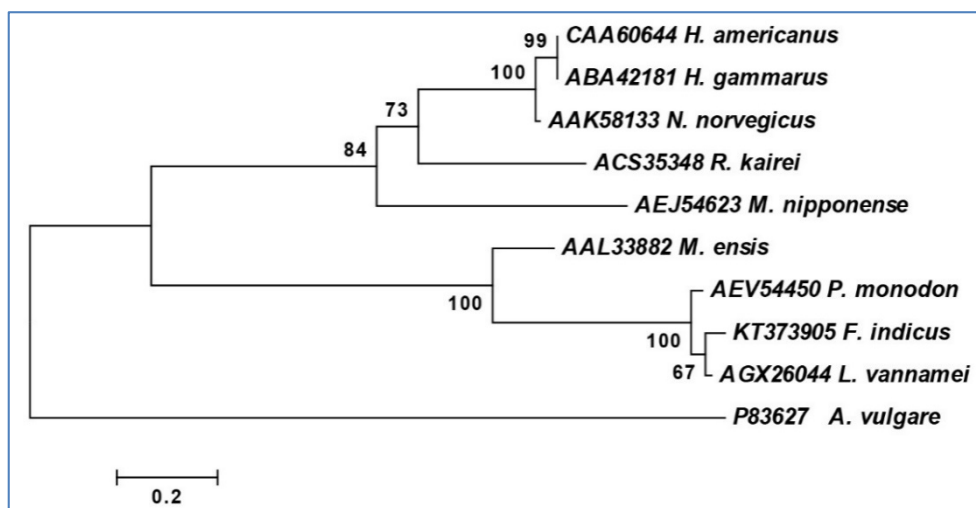 99 CAA60644 H. americanus
100 ABA42181 H. gammarus
73 AAK58133 N. norvegicus
84 ACS35348 R. kairei
AEJ54623 M. nipponense
AAL33882 M. ensis
100 AEV54450 P. monodon
100 KT373905 F. indicus
67 AGX26044 L. vannamei
P83627 A. vulgare
0.2